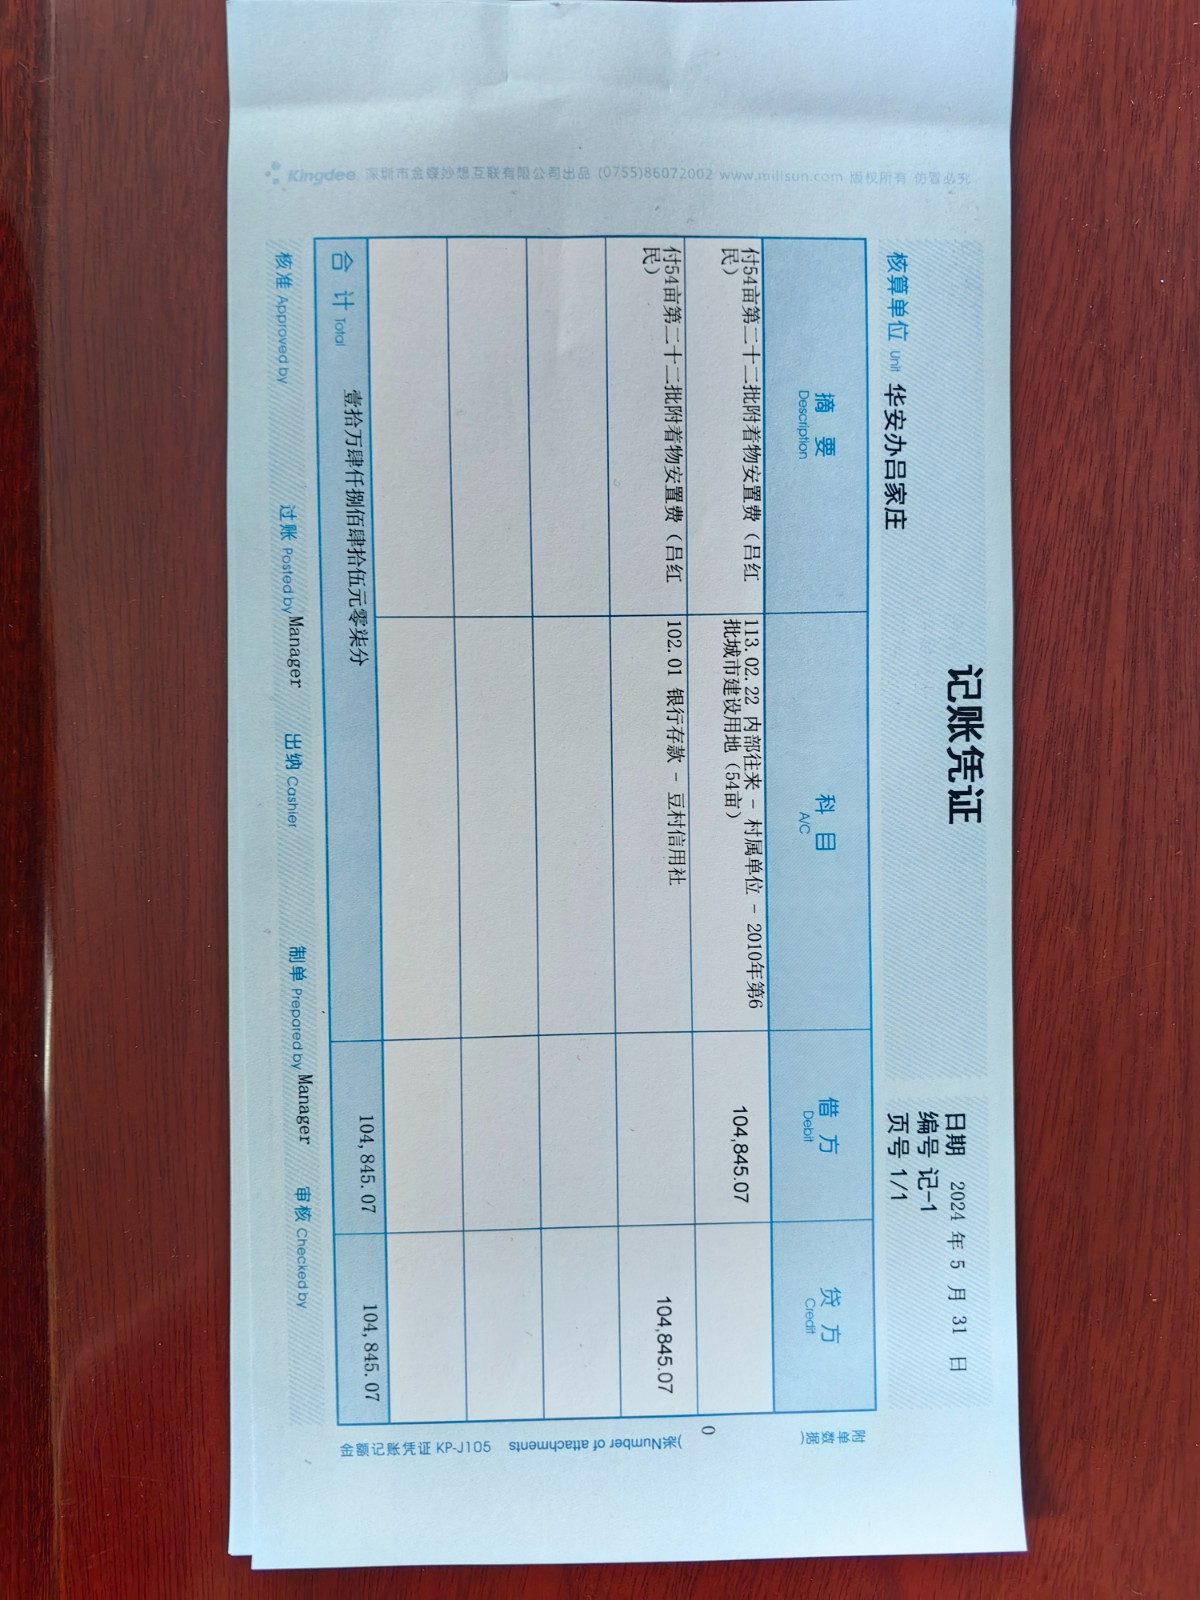 记账凭证
日期 2024 年 5 月 31 日
编号 记-1
核算单位 Unit 华安办吕家庄
页号 1/1
摘 要 Description 科 目 A/C 借 方 Debit 贷 方 Credit
付54亩第二十二批附着物安置费（吕红民） 113.02.22 内部往来 - 村属单位 - 2010年第6批城市建设用地（54亩） 104,845.07
付54亩第二十二批附着物安置费（吕红民） 102.01 银行存款 - 豆村信用社 104,845.07
合 计 Total 壹拾万肆仟捌佰肆拾伍元零柒分 104,845.07 104,845.07
核准 Approved by 过账 Posted by Manager 出纳 Cashier 制单 Prepared by Manager 审核 Checked by
附单据数（
0
张 Number of attachments)
金额记账凭证 KP-J105
Kingdee 深圳市金蝶妙想互联有限公司出品 (0755)86072002 www.milisun.com 版权所有 仿冒必究